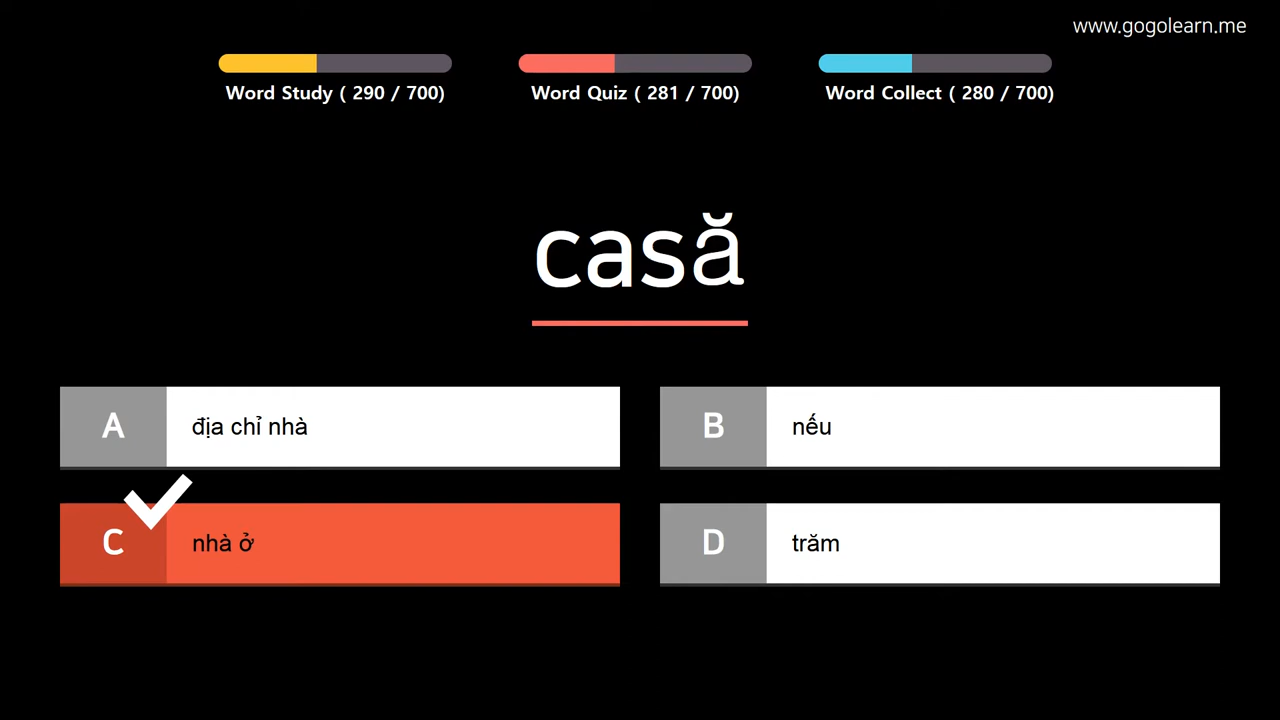 www.gogolearn.me
Word Study ( 290 / 700)
Word Quiz ( 281 / 700)
Word Collect ( 280 / 700)
casă
A
địa chỉ nhà
B
nếu
C
nhà ở
D
trăm